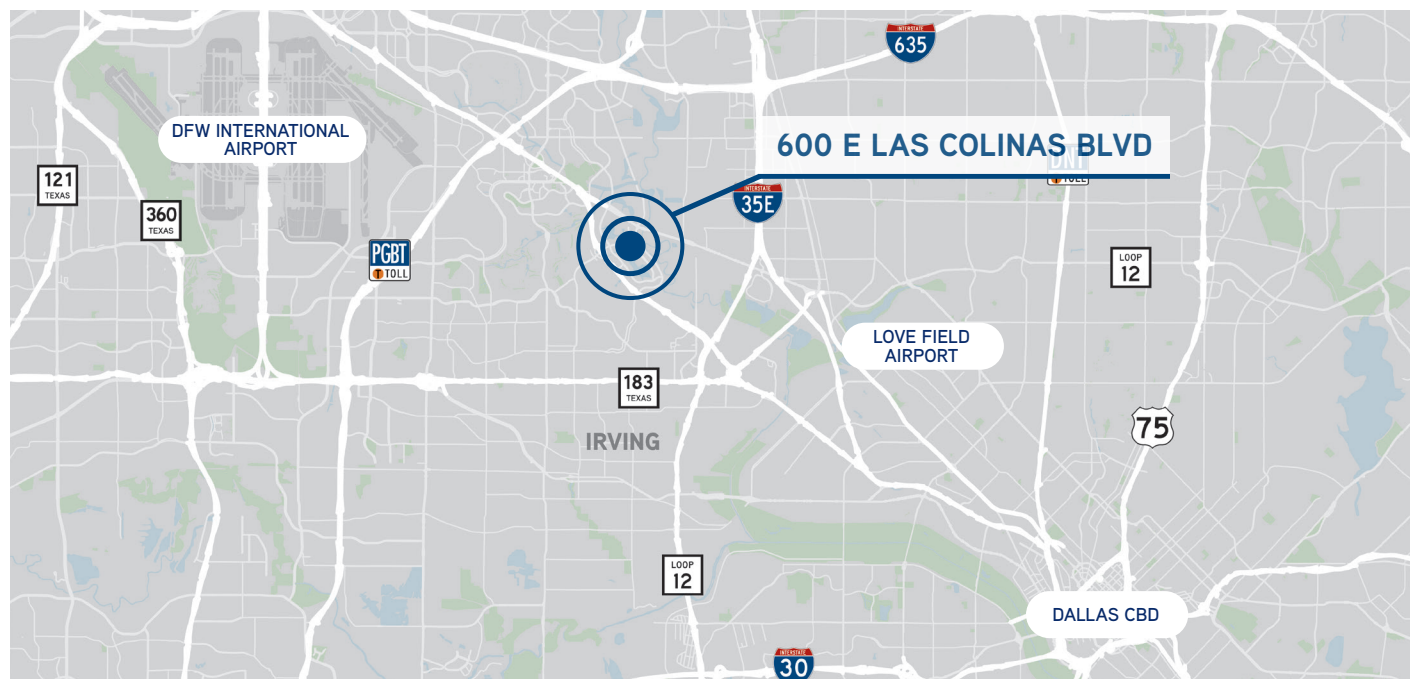 INTERSTATE
635
DFW INTERNATIONAL
AIRPORT
600 E LAS COLINAS BLVD
DNT
TOLL
121
TEXAS
360
TEXAS
INTERSTATE
35E
PGBT
T TOLL
LOOP
12
LOVE FIELD
AIRPORT
183
TEXAS
IRVING
75
LOOP
12
DALLAS CBD
INTERSTATE
30